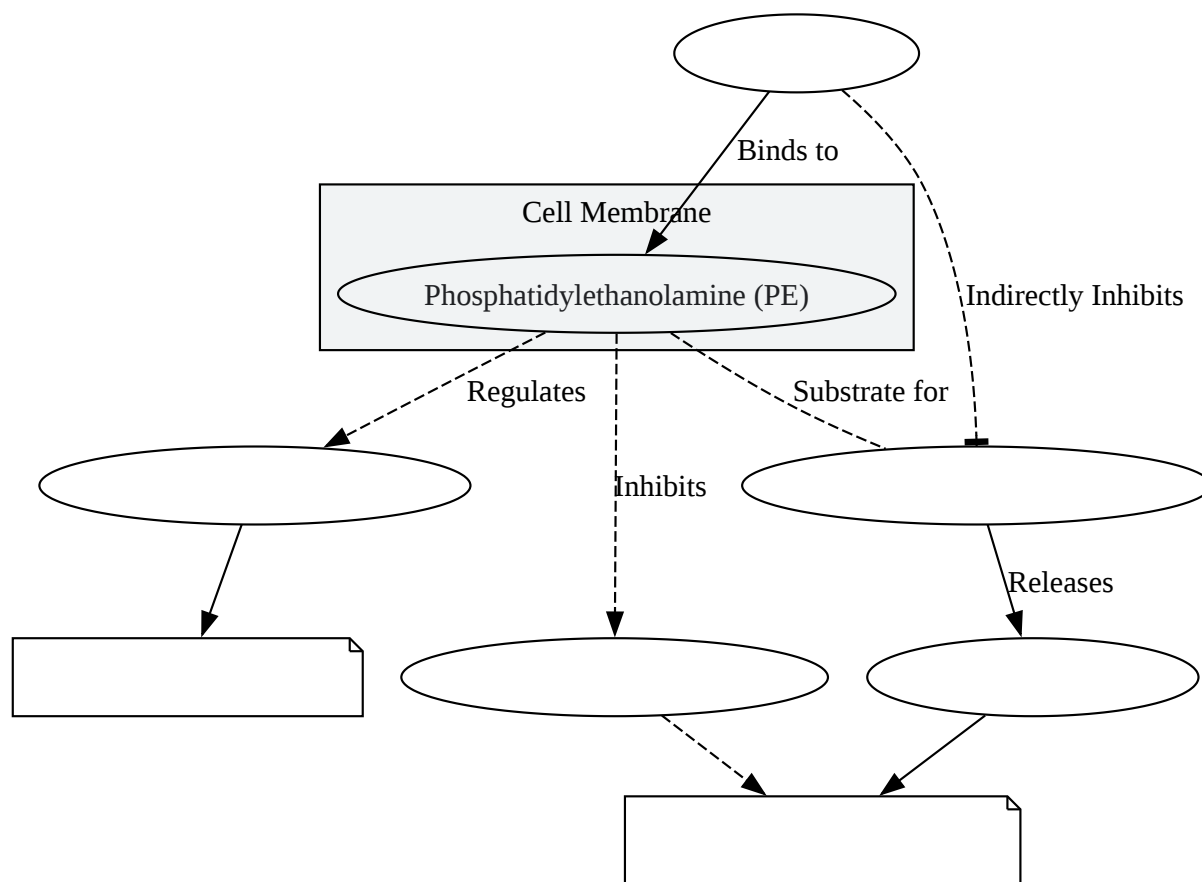 Binds to
Cell Membrane
Phosphatidylethanolamine (PE)
Indirectly Inhibits
Regulates
Substrate for
Inhibits
Releases